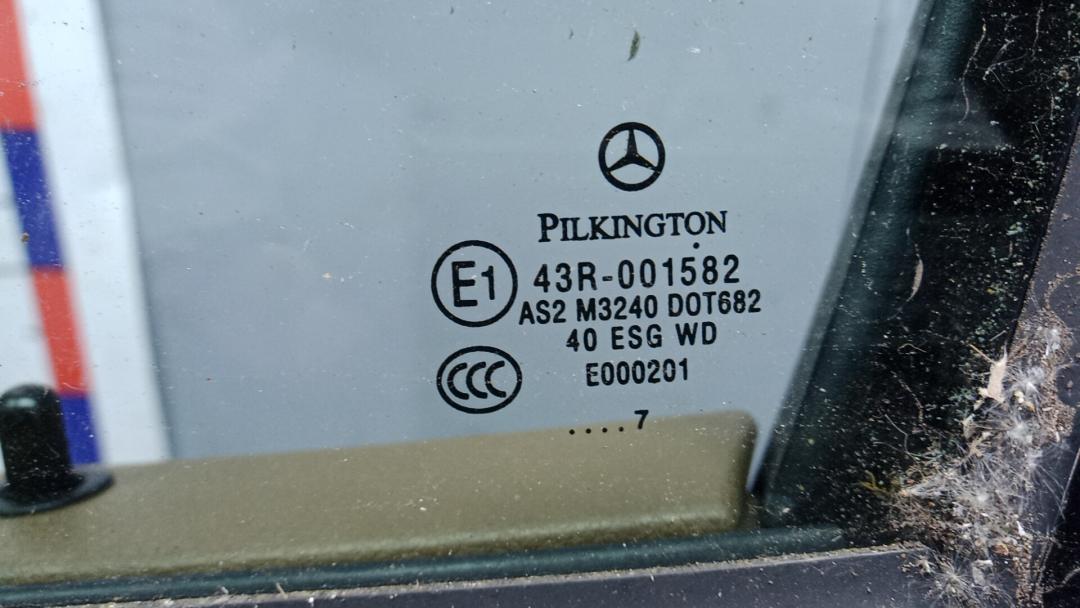 PILKINGTON
E1 43R-001582
AS2 M3240 DOT682
40 ESG WD
CCC E000201
....7